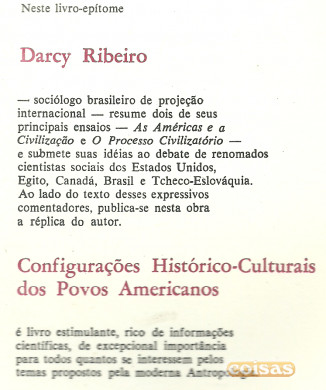 Neste livro-epítome
Darcy Ribeiro
— sociólogo brasileiro de projeção
internacional — resume dois de seus
principais ensaios — As Américas e a
Civilização e O Processo Civilizatório —
e submete suas idéias ao debate de renomados
cientistas sociais dos Estados Unidos,
Egito, Canadá, Brasil e Tcheco-Eslováquia.
Ao lado do texto desses expressivos
comentadores, publica-se nesta obra
a réplica do autor.
Configurações Histórico-Culturais
dos Povos Americanos
é livro estimulante, rico de informações
científicas, de excepcional importância
para todos quantos se interessem pelos
temas propostos pela moderna
coisas